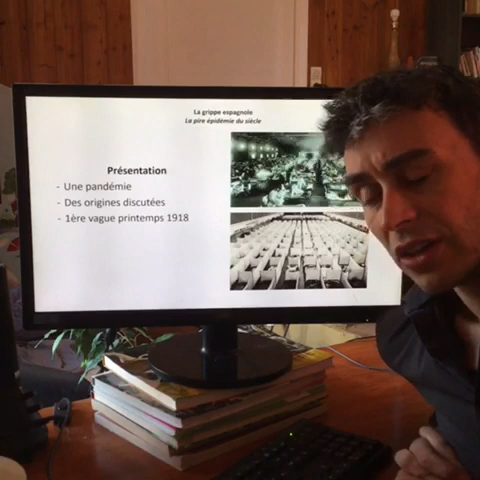 La grippe espagnole
La pire épidémie du siècle
Présentation
- Une pandémie
- Des origines discutées
- 1ère vague printemps 1918